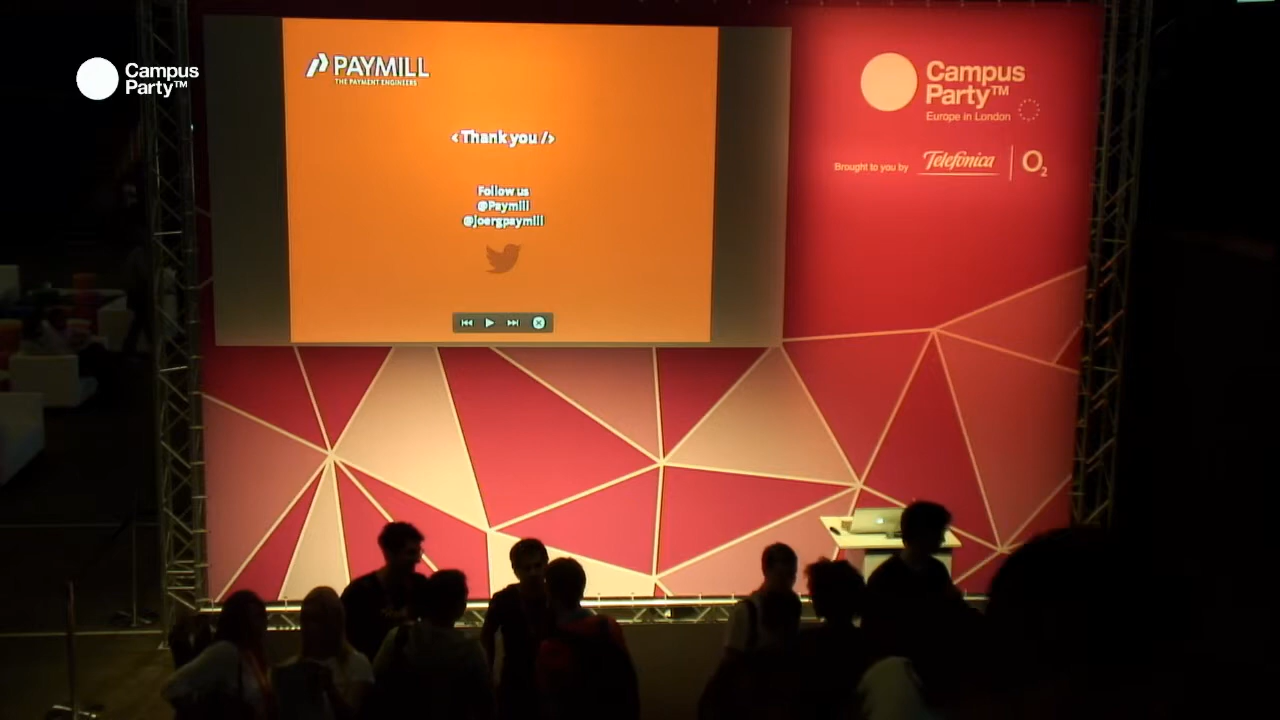 Campus
Party™
PAYMILL
THE PAYMENT ENGINEERS
<Thank you />
Follow us
@Paymill
@joergpaymill
Campus
Party™
Europe in London
Brought to you by
Telefónica
O2